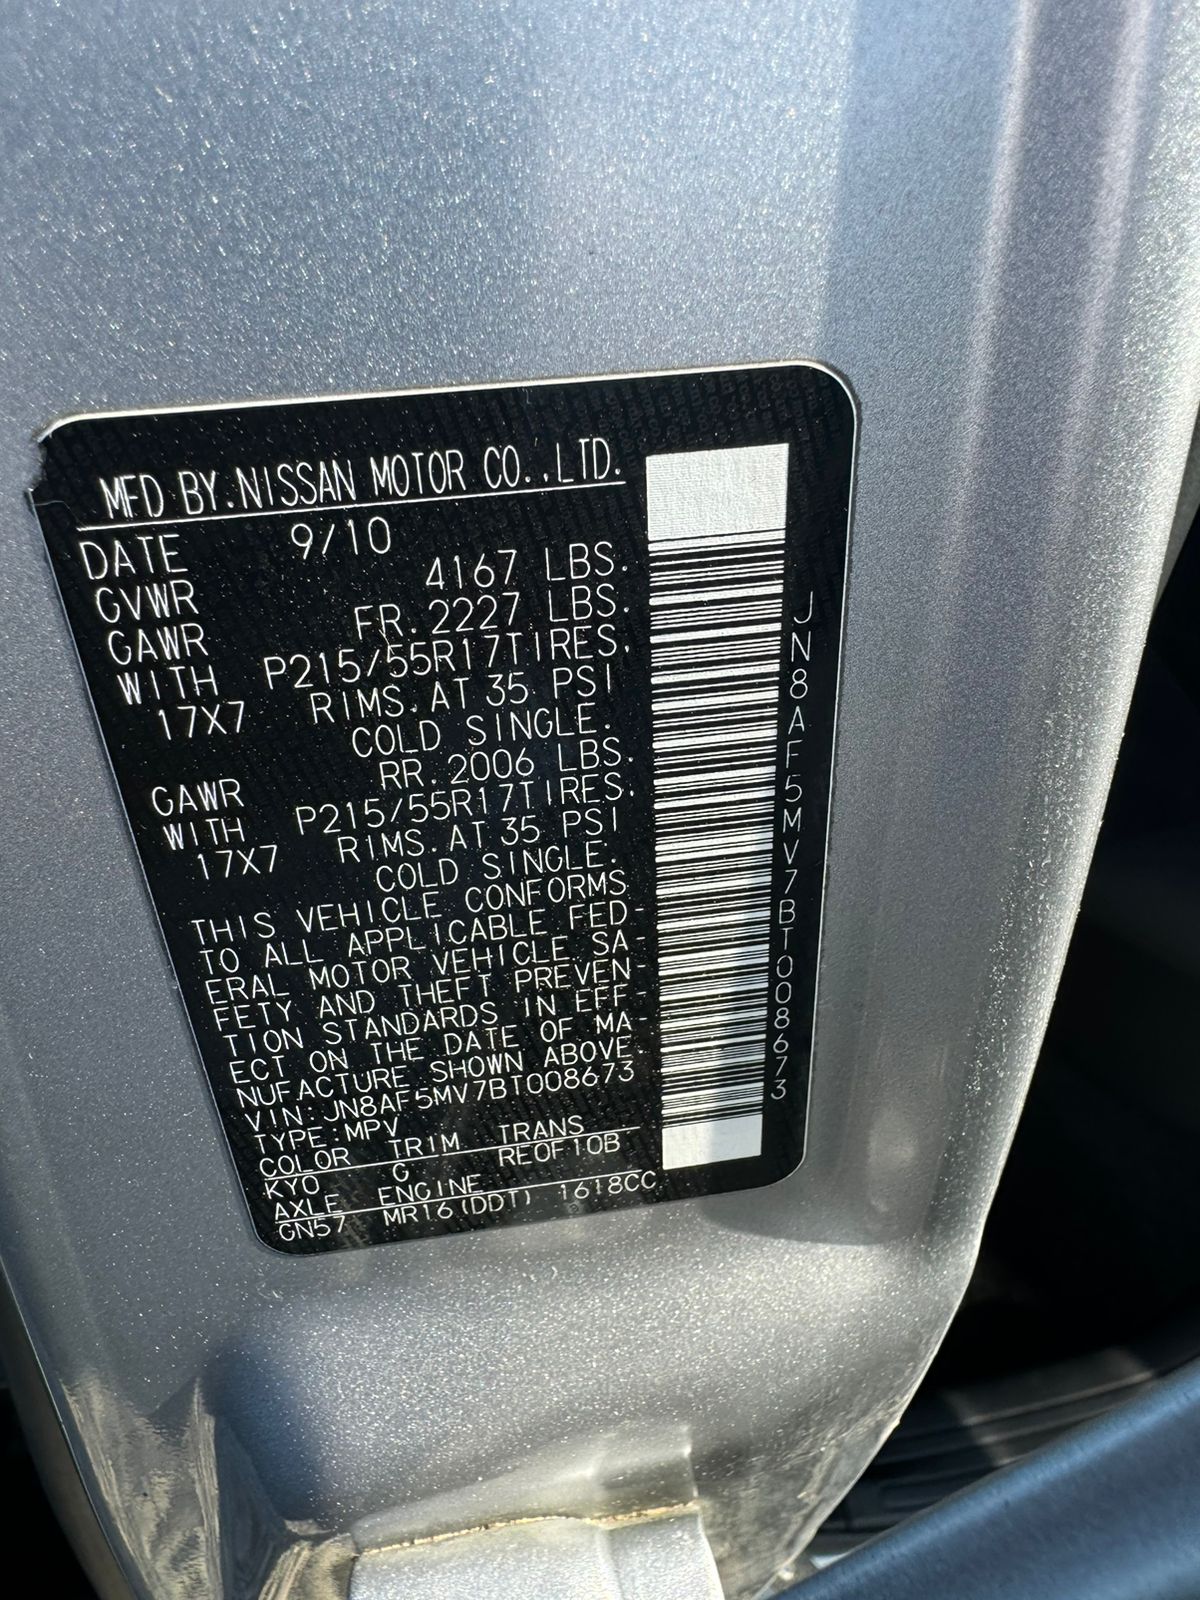 MFD BY.NISSAN MOTOR CO.,LTD.
DATE 9/10
GVWR 4167 LBS.
GAWR FR.2227 LBS.
WITH P215/55R17TIRES.
17X7 RIMS.AT 35 PSI
COLD SINGLE.
GAWR RR.2006 LBS.
WITH P215/55R17TIRES.
17X7 RIMS.AT 35 PSI
COLD SINGLE.
THIS VEHICLE CONFORMS
TO ALL APPLICABLE FED-
ERAL MOTOR VEHICLE SA-
FETY AND THEFT PREVEN-
TION STANDARDS IN EFF-
ECT ON THE DATE OF MA-
NUFACTURE SHOWN ABOVE.
VIN:JN8AF5MV7BT008673
TYPE:MPV
COLOR TRIM TRANS
KY0 G RE0F10B
AXLE ENGINE
GN57 MR16(DDT) 1618CC
JN8AF5MV7BT008673